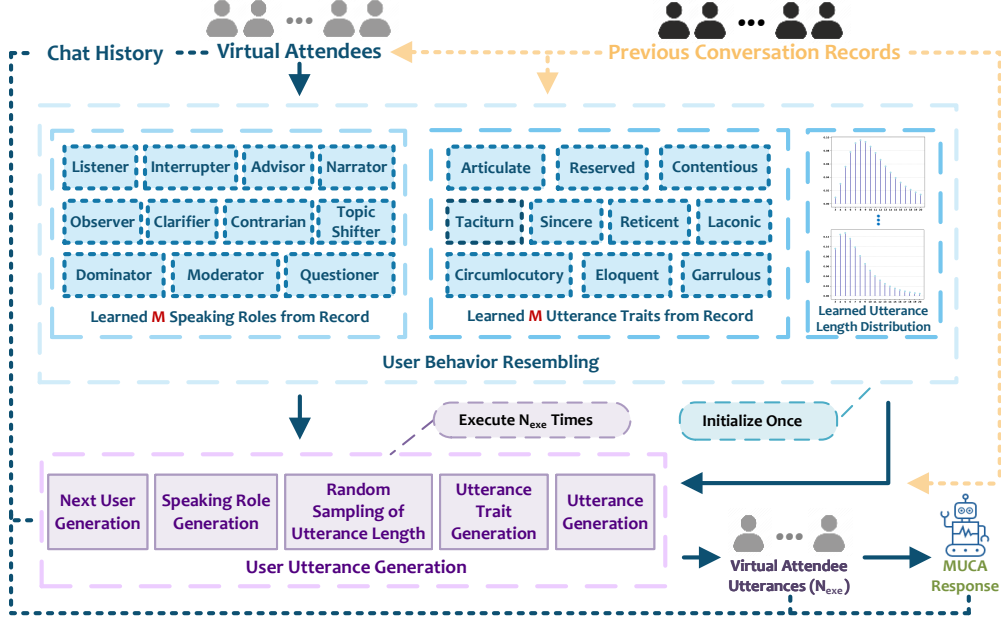 Chat History
Virtual Attendees
Previous Conversation Records
Listener
Interrupter
Advisor
Narrator
Observer
Clarifier
Contrarian
Topic
Shifter
Dominator
Moderator
Questioner
Learned M Speaking Roles from Record
Articulate
Reserved
Contentious
Taciturn
Sincere
Reticent
Laconic
Circumlocutory
Eloquent
Garrulous
Learned M Utterance Traits from Record
Learned Utterance
Length Distribution
User Behavior Resembling
Execute Nexe Times
Initialize Once
Next User
Generation
Speaking Role
Generation
Random
Sampling of
Utterance Length
Utterance
Trait
Generation
Utterance
Generation
User Utterance Generation
Virtual Attendee
Utterances (Nexe)
MUCA
Response